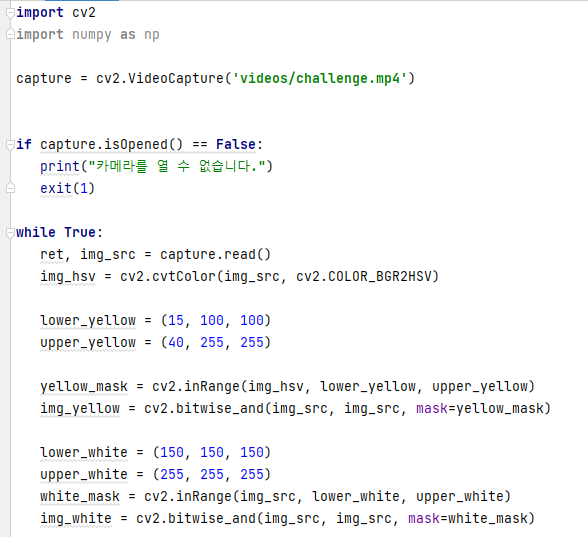 import cv2
import numpy as np
capture = cv2.VideoCapture('videos/challenge.mp4')
if capture.isOpened() == False:
    print("카메라를 열 수 없습니다.")
    exit(1)
while True:
    ret, img_src = capture.read()
    img_hsv = cv2.cvtColor(img_src, cv2.COLOR_BGR2HSV)
    lower_yellow = (15, 100, 100)
    upper_yellow = (40, 255, 255)
    yellow_mask = cv2.inRange(img_hsv, lower_yellow, upper_yellow)
    img_yellow = cv2.bitwise_and(img_src, img_src, mask=yellow_mask)
    lower_white = (150, 150, 150)
    upper_white = (255, 255, 255)
    white_mask = cv2.inRange(img_src, lower_white, upper_white)
    img_white = cv2.bitwise_and(img_src, img_src, mask=white_mask)